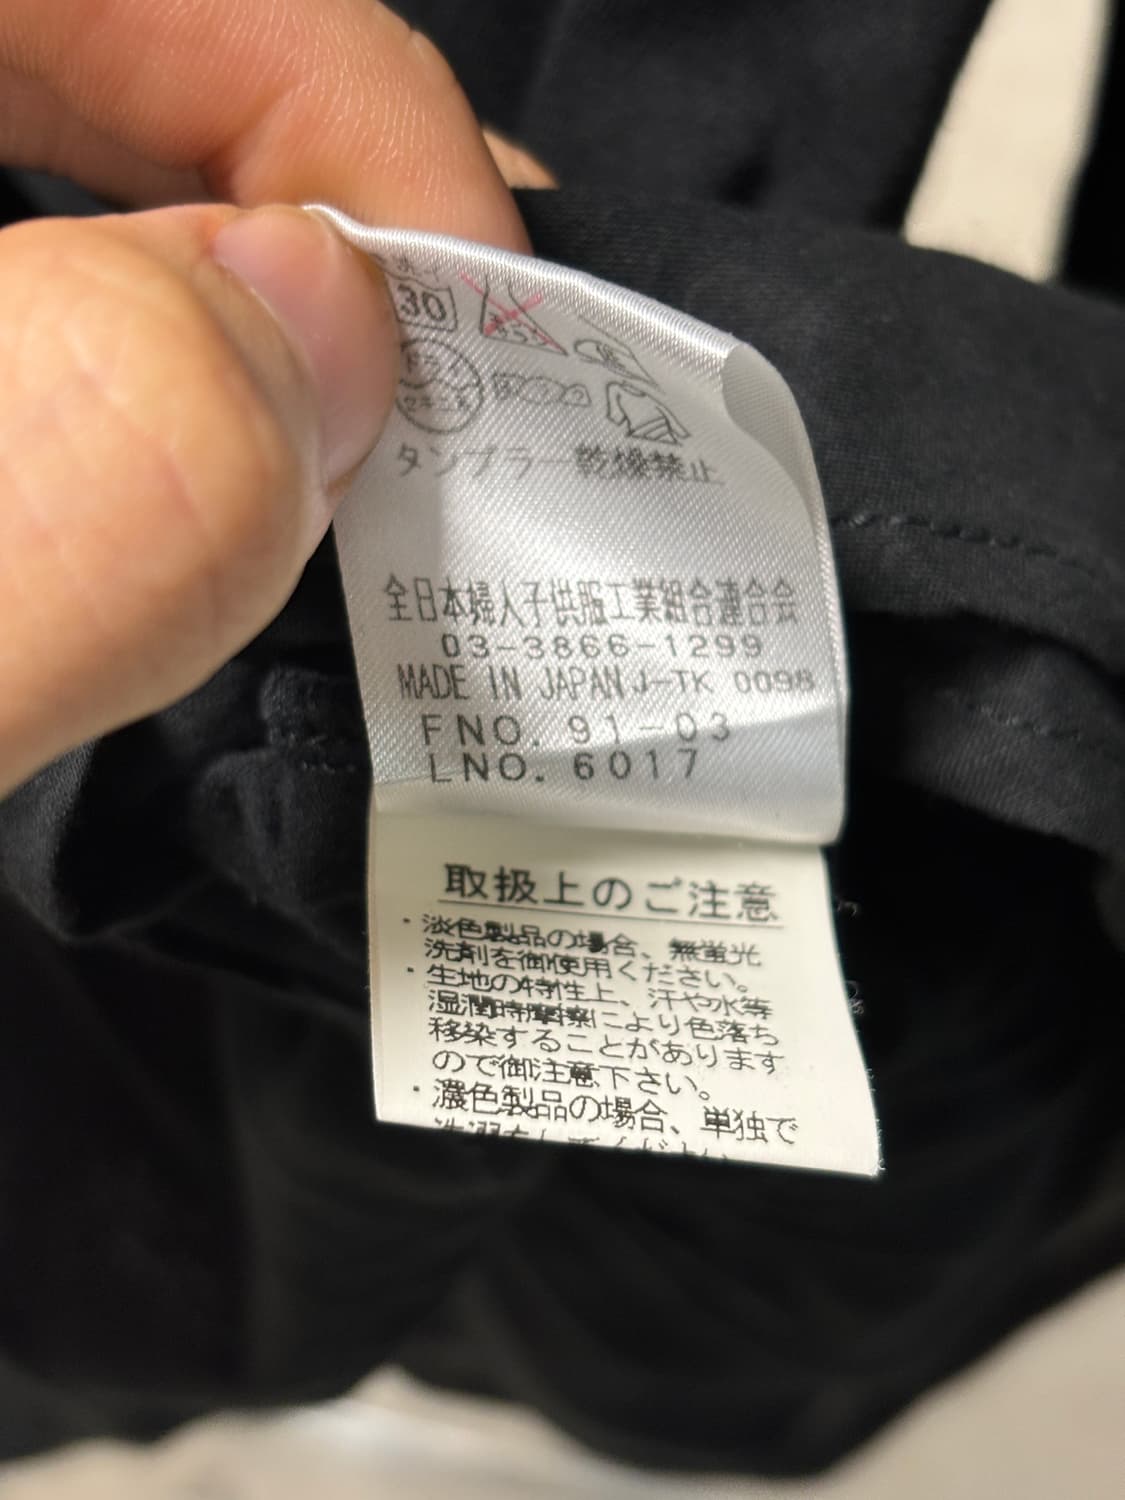 30
タンブラー乾燥禁止
全日本婦人子供服工業組合連合会
03-3866-1299
MADE IN JAPAN J-TK 0098
FNO. 91-03
LNO. 6017
取扱上のご注意
・淡色製品の場合、無蛍光
洗剤を御使用ください。
・生地の特性上、汗や水等
湿潤時摩擦により色落ち
移染することがあります
ので御注意下さい。
・濃色製品の場合、単独で